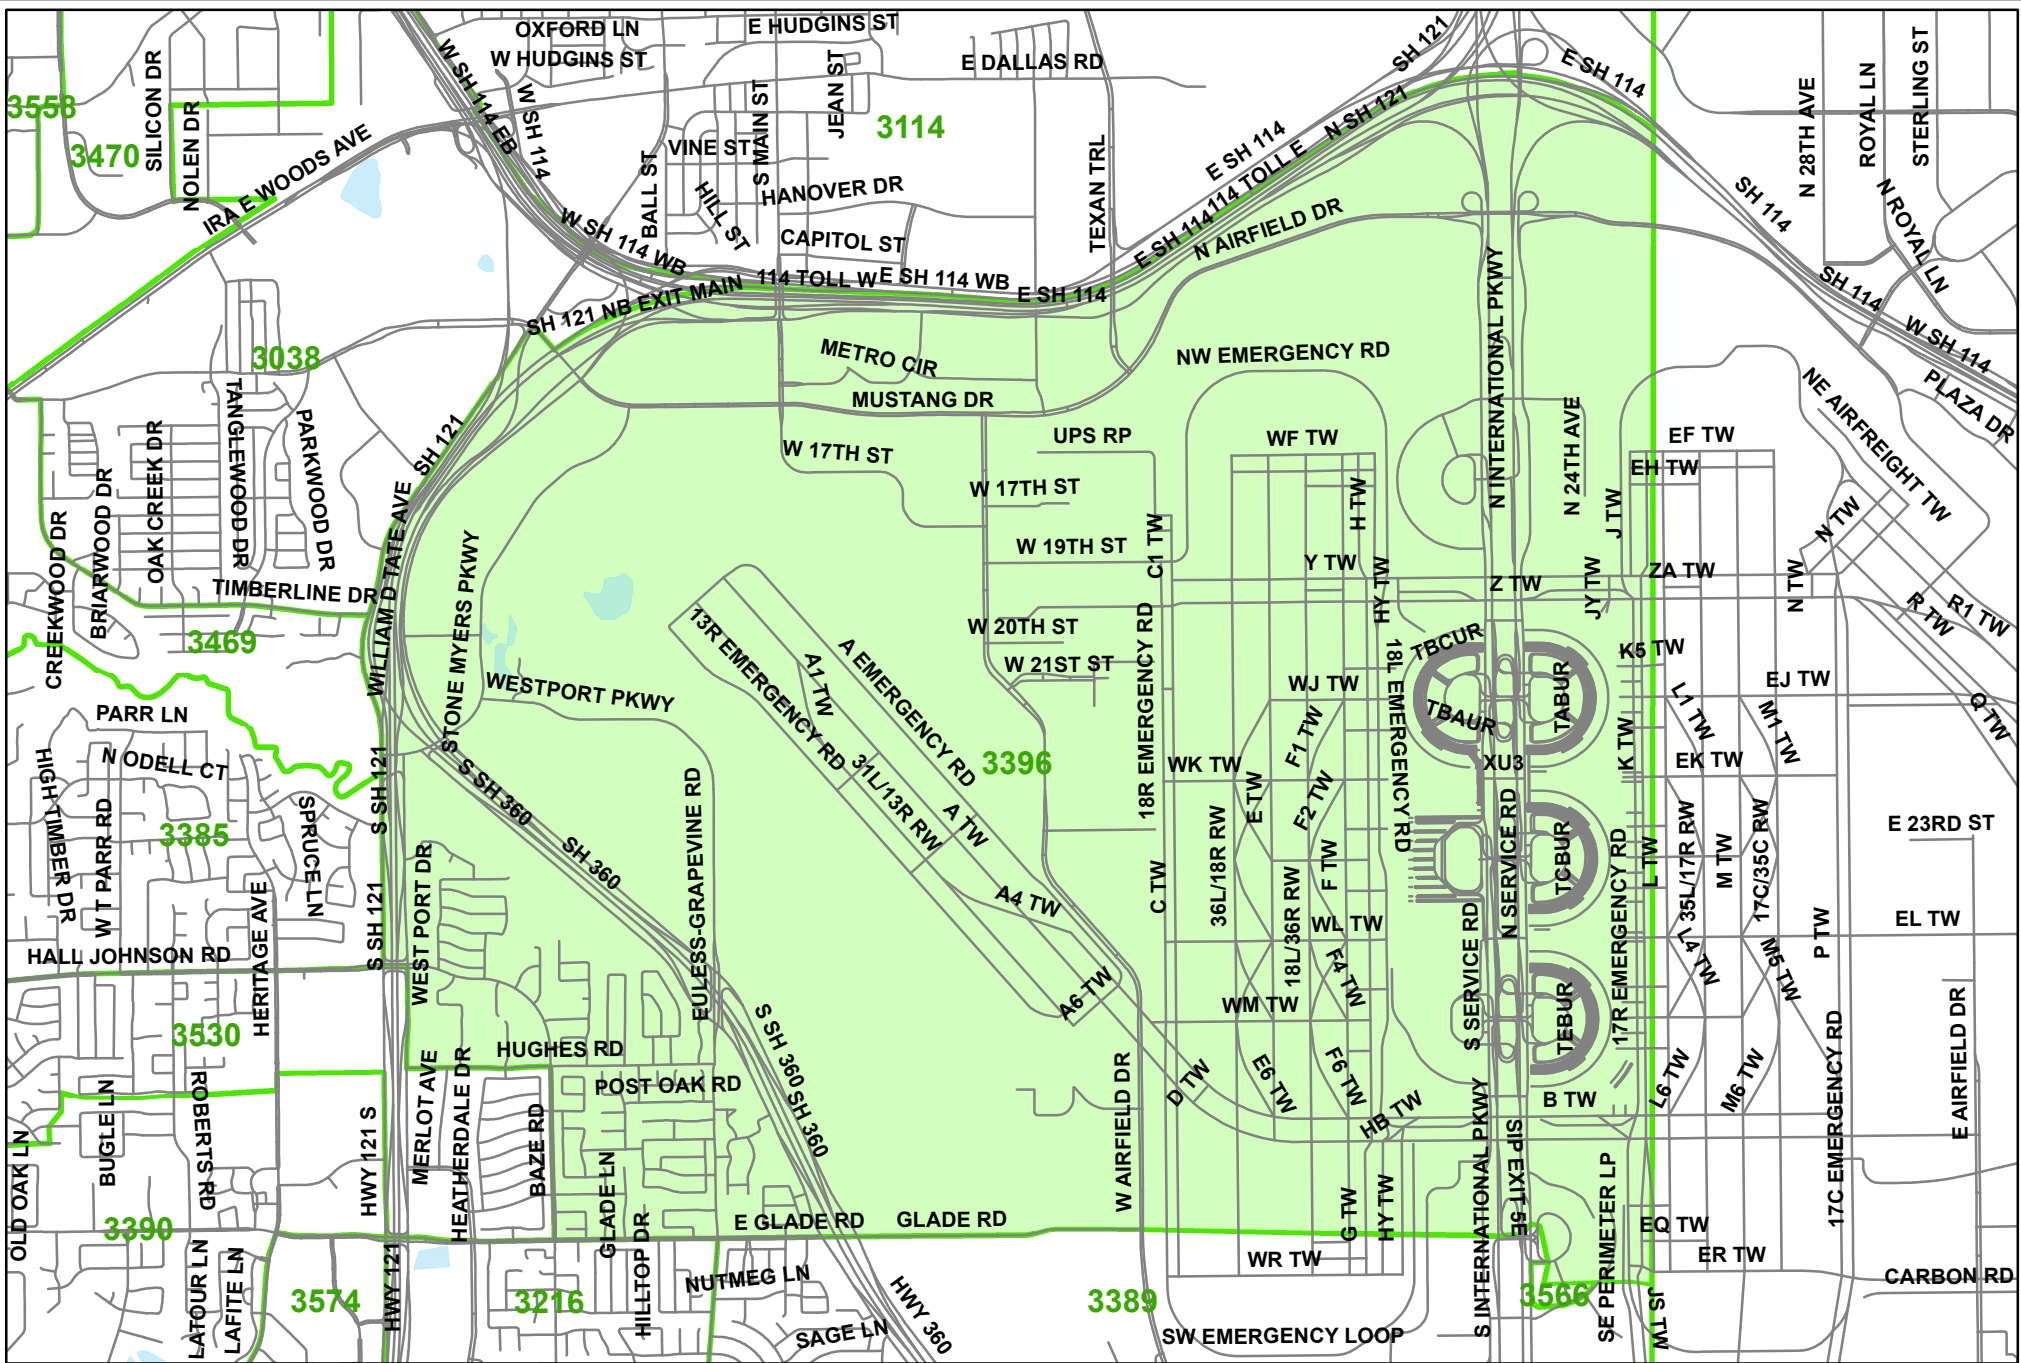 OXFORD LN
E HUDGINS ST
W HUDGINS ST
E DALLAS RD
SH 121
E SH 114
W SH 114 EB
W SH 114
3558
3470
SILICON DR
NOLEN DR
IRA E WOODS AVE
VINE ST
S MAIN ST
JEAN ST
3114
BALL ST
HILL ST
HANOVER DR
CAPITOL ST
TEXAN TRL
E SH 114
114 TOLL E
N SH 121
N 28TH AVE
ROYAL LN
STERLING ST
N ROYAL LN
SH 114
SH 114
W SH 114
PLAZA DR
W SH 114 WB
114 TOLL W
E SH 114 WB
E SH 114
E SH 114
N AIRFIELD DR
SH 121 NB EXIT MAIN
METRO CIR
MUSTANG DR
NW EMERGENCY RD
N INTERNATIONAL PKWY
3038
TANGLEWOOD DR
PARKWOOD DR
OAK CREEK DR
BRIARWOOD DR
CREEKWOOD DR
SH 121
WILLIAM D TATE AVE
TIMBERLINE DR
3469
W 17TH ST
UPS RP
W 17TH ST
W 19TH ST
W 20TH ST
W 21ST ST
C1 TW
WF TW
H TW
Y TW
HY TW
N 24TH AVE
J TW
JY TW
Z TW
ZA TW
EF TW
EH TW
NE AIRFREIGHT TW
N TW
N TW
R TW
R1 TW
Q TW
STONE MYERS PKWY
WESTPORT PKWY
13R EMERGENCY RD
A1 TW
A EMERGENCY RD
31L/13R RW
A TW
A4 TW
A6 TW
3396
18R EMERGENCY RD
WJ TW
WK TW
F1 TW
F2 TW
E TW
36L/18R RW
18L/36R RW
F TW
WL TW
F4 TW
WM TW
C TW
18L EMERGENCY RD
TBCUR
TBAUR
TABUR
XU3
TCBUR
TEBUR
N SERVICE RD
S SERVICE RD
S SERVICE RD
17R EMERGENCY RD
K5 TW
K TW
L TW
L1 TW
M1 TW
EJ TW
EK TW
35L/17R RW
M TW
17C/35C RW
L4 TW
M5 TW
P TW
EL TW
E 23RD ST
E AIRFIELD DR
17C EMERGENCY RD
PARR LN
N ODELL CT
HIGH TIMBER DR
W T PARR RD
3385
SPRUCE LN
HERITAGE AVE
S SH 121
S SH 121
HALL JOHNSON RD
WEST PORT DR
S SH 360
SH 360
EULESS-GRAPEVINE RD
S SH 360
SH 360
3530
BUGLE LN
ROBERTS RD
OLD OAK LN
HWY 121 S
MERLOT AVE
HEATHERDALE DR
HUGHES RD
POST OAK RD
BAZE RD
GLADE LN
HILLTOP DR
E GLADE RD
GLADE RD
W AIRFIELD DR
D TW
E6 TW
F6 TW
HB TW
B TW
L6 TW
M6 TW
G TW
HY TW
WR TW
S INTERNATIONAL PKWY
S INTERNATIONAL PKWY
SIP EXIT 5E
SE PERIMETER LP
EQ TW
ER TW
JS TW
CARBON RD
3390
LATOUR LN
LAFITE LN
3574
HWY 121
3216
NUTMEG LN
SAGE LN
HWY 360
3389
SW EMERGENCY LOOP
3566